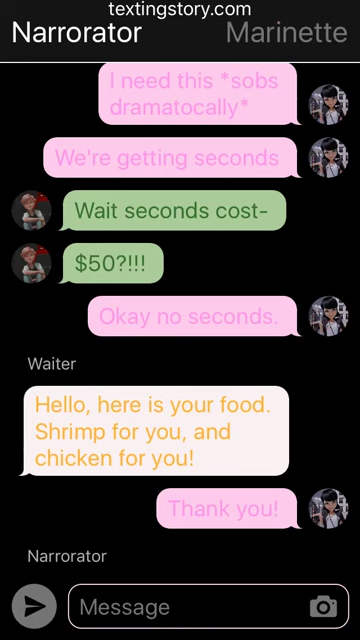 textingstory.com
Narrorator Marinette
I need this *sobs
dramatocally*
We're getting seconds
Wait seconds cost-
$50?!!!
Okay no seconds.
Waiter
Hello, here is your food.
Shrimp for you, and
chicken for you!
Thank you!
Narrorator
Message